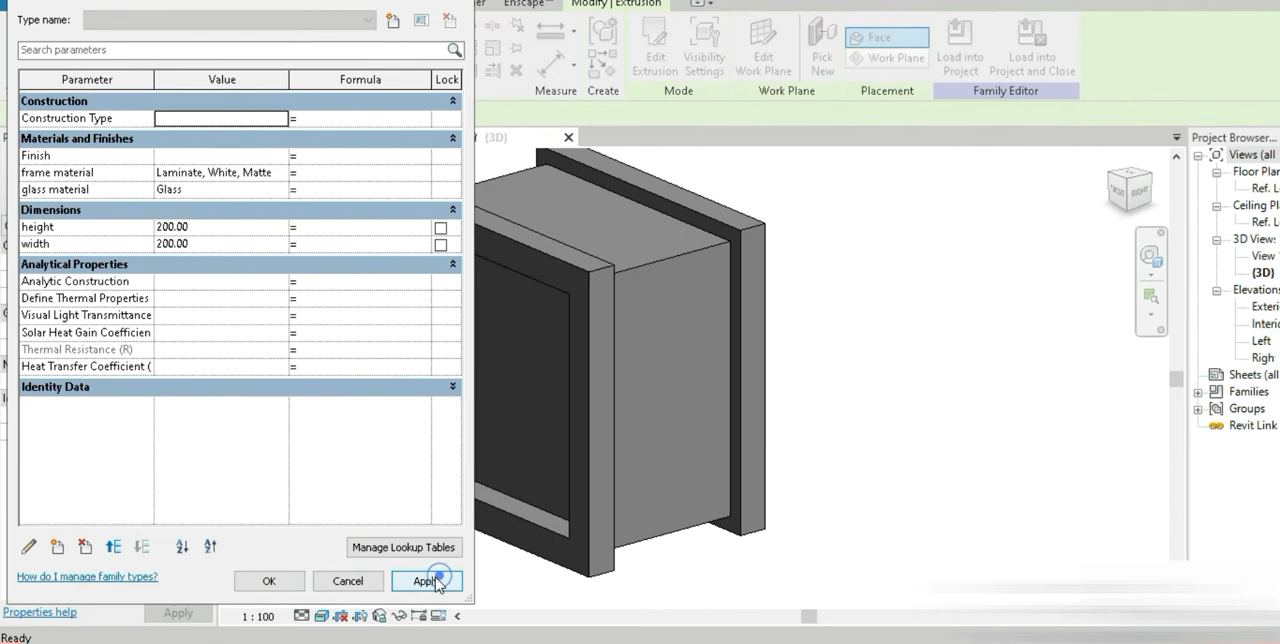 Type name:
Enscape™
Modify | Extrusion
Search parameters
Edit Extrusion
Visibility Settings
Edit Work Plane
Pick New
Face
Work Plane
Load into Project
Load into Project and Close
Measure
Create
Mode
Work Plane
Placement
Family Editor
Parameter Value Formula Lock
Construction
Construction Type =
Materials and Finishes
Finish =
frame material Laminate, White, Matte =
glass material Glass =
Dimensions
height 200.00 =
width 200.00 =
Analytical Properties
Analytic Construction =
Define Thermal Properties =
Visual Light Transmittance =
Solar Heat Gain Coefficien =
Thermal Resistance (R) =
Heat Transfer Coefficient ( =
Identity Data
Manage Lookup Tables
How do I manage family types?
OK Cancel Apply
Properties help
Apply
1 : 100
Ready
(3D)
RIGHT
Project Browser...
Views (all
Floor Plan
Ref. L
Ceiling Pl
Ref. L
3D View:
View
(3D)
Elevations
Exteri
Interio
Left
Righ
Sheets (all
Families
Groups
Revit Link